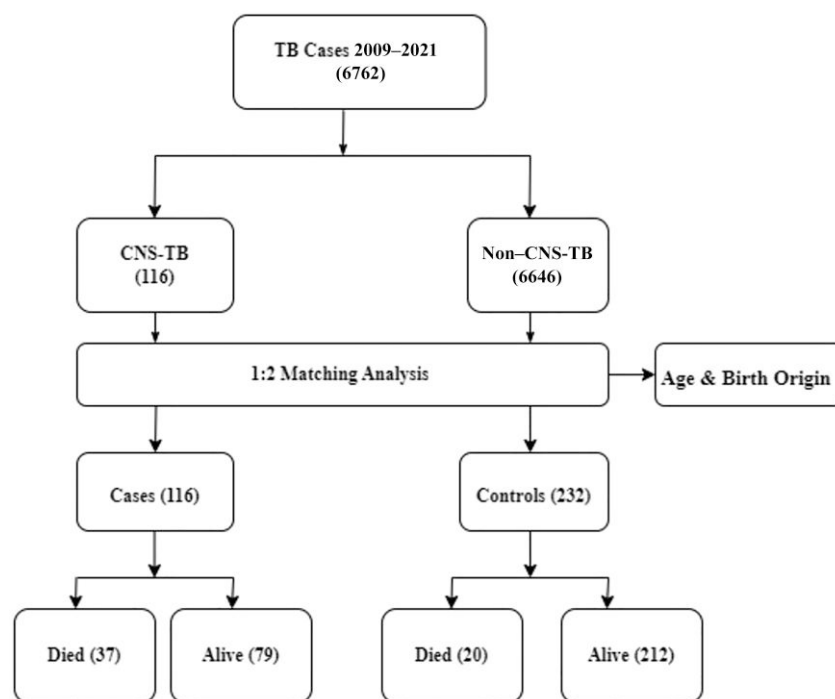 TB Cases 2009–2021
(6762)
CNS-TB
(116)
Non–CNS-TB
(6646)
1:2 Matching Analysis
Age & Birth Origin
Cases (116)
Controls (232)
Died (37)
Alive (79)
Died (20)
Alive (212)